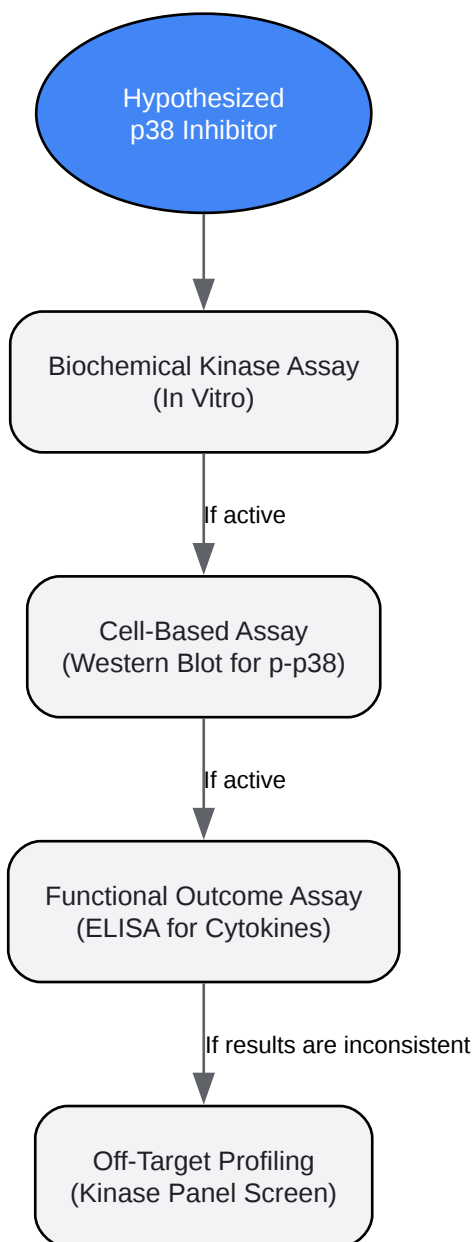 Hypothesized
p38 Inhibitor
Biochemical Kinase Assay
(In Vitro)
If active
Cell-Based Assay
(Western Blot for p-p38)
If active
Functional Outcome Assay
(ELISA for Cytokines)
If results are inconsistent
Off-Target Profiling
(Kinase Panel Screen)